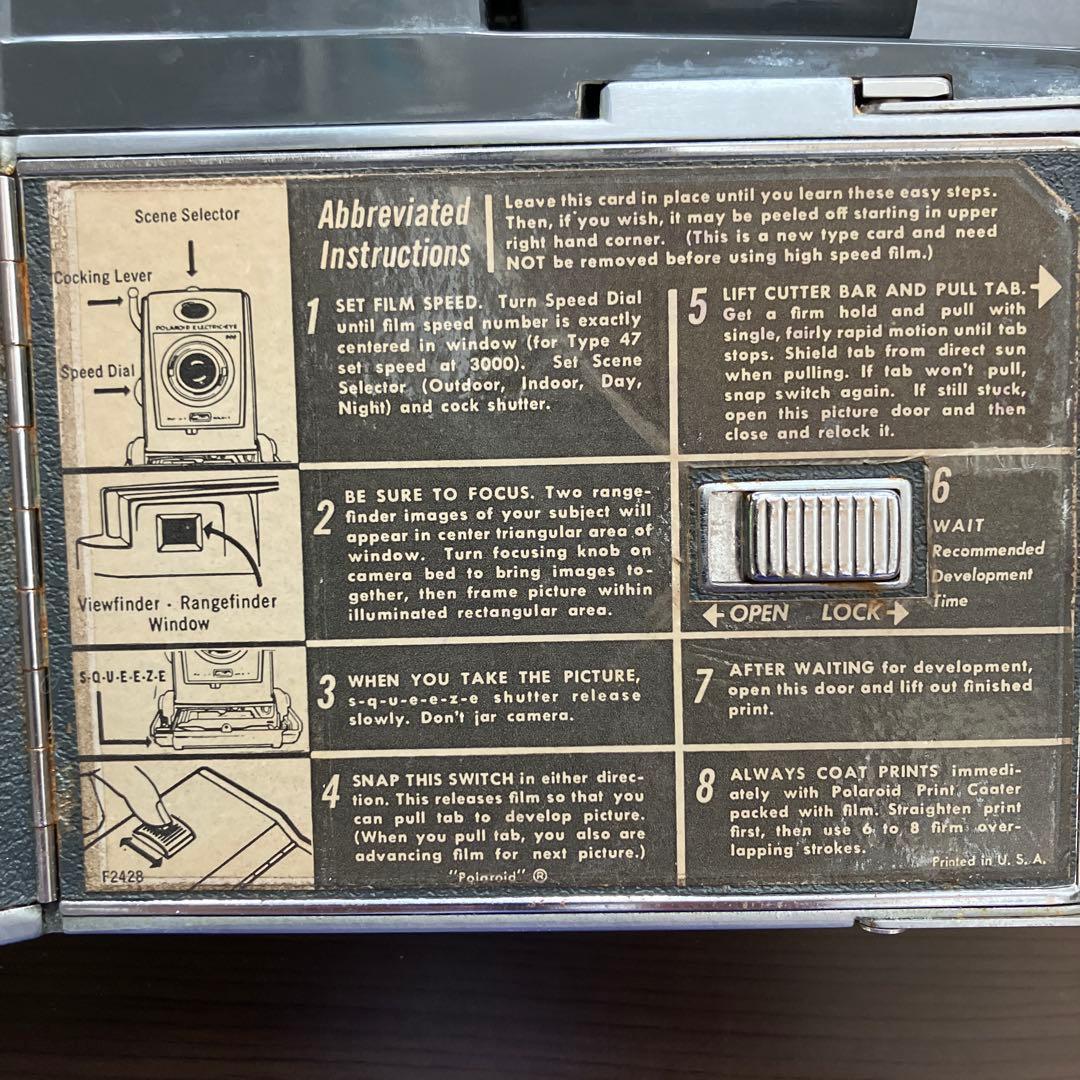 Scene Selector
Cocking Lever
POLAROID ELECTRIC-EYE
900
Speed Dial
Abbreviated
Instructions
Leave this card in place until you learn these easy steps.
Then, if you wish, it may be peeled off starting in upper
right hand corner. (This is a new type card and need
NOT be removed before using high speed film.)
1 SET FILM SPEED. Turn Speed Dial
until film speed number is exactly
centered in window (for Type 47
set speed at 3000). Set Scene
Selector (Outdoor, Indoor, Day,
Night) and cock shutter.
Viewfinder - Rangefinder
Window
2 BE SURE TO FOCUS. Two range-
finder images of your subject will
appear in center triangular area of
window. Turn focusing knob on
camera bed to bring images to-
gether, then frame picture within
illuminated rectangular area.
S-Q-U-E-E-Z-E
3 WHEN YOU TAKE THE PICTURE,
s-q-u-e-e-z-e shutter release
slowly. Don't jar camera.
F2428
4 SNAP THIS SWITCH in either direc-
tion. This releases film so that you
can pull tab to develop picture.
(When you pull tab, you also are
advancing film for next picture.)
"Polaroid" ®
5 LIFT CUTTER BAR AND PULL TAB.
Get a firm hold and pull with
single, fairly rapid motion until tab
stops. Shield tab from direct sun
when pulling. If tab won't pull,
snap switch again. If still stuck,
open this picture door and then
close and relock it.
OPEN LOCK
6
WAIT
Recommended
Development
Time
7 AFTER WAITING for development,
open this door and lift out finished
print.
8 ALWAYS COAT PRINTS immedi-
ately with Polaroid Print Coater
packed with film. Straighten print
first, then use 6 to 8 firm over-
lapping strokes.
Printed in U. S. A.